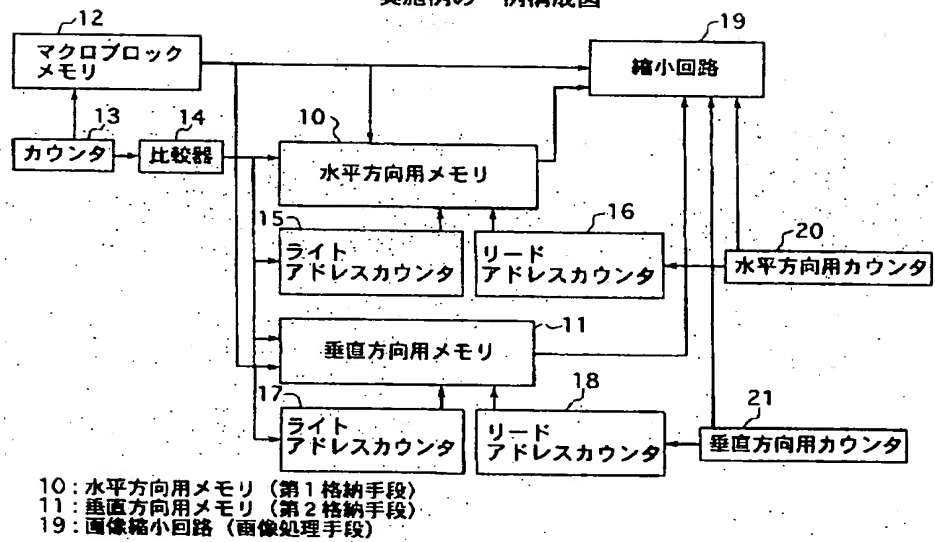 実施例の一例構成図
12
マクロブロック
メモリ
19
縮小回路
13
カウンタ
14
比較器
10
水平方向用メモリ
15
ライト
アドレスカウンタ
16
リード
アドレスカウンタ
20
水平方向用カウンタ
11
垂直方向用メモリ
17
ライト
アドレスカウンタ
18
リード
アドレスカウンタ
21
垂直方向用カウンタ
10:水平方向用メモリ(第1格納手段)
11:垂直方向用メモリ(第2格納手段)
19:画像縮小回路(画像処理手段)